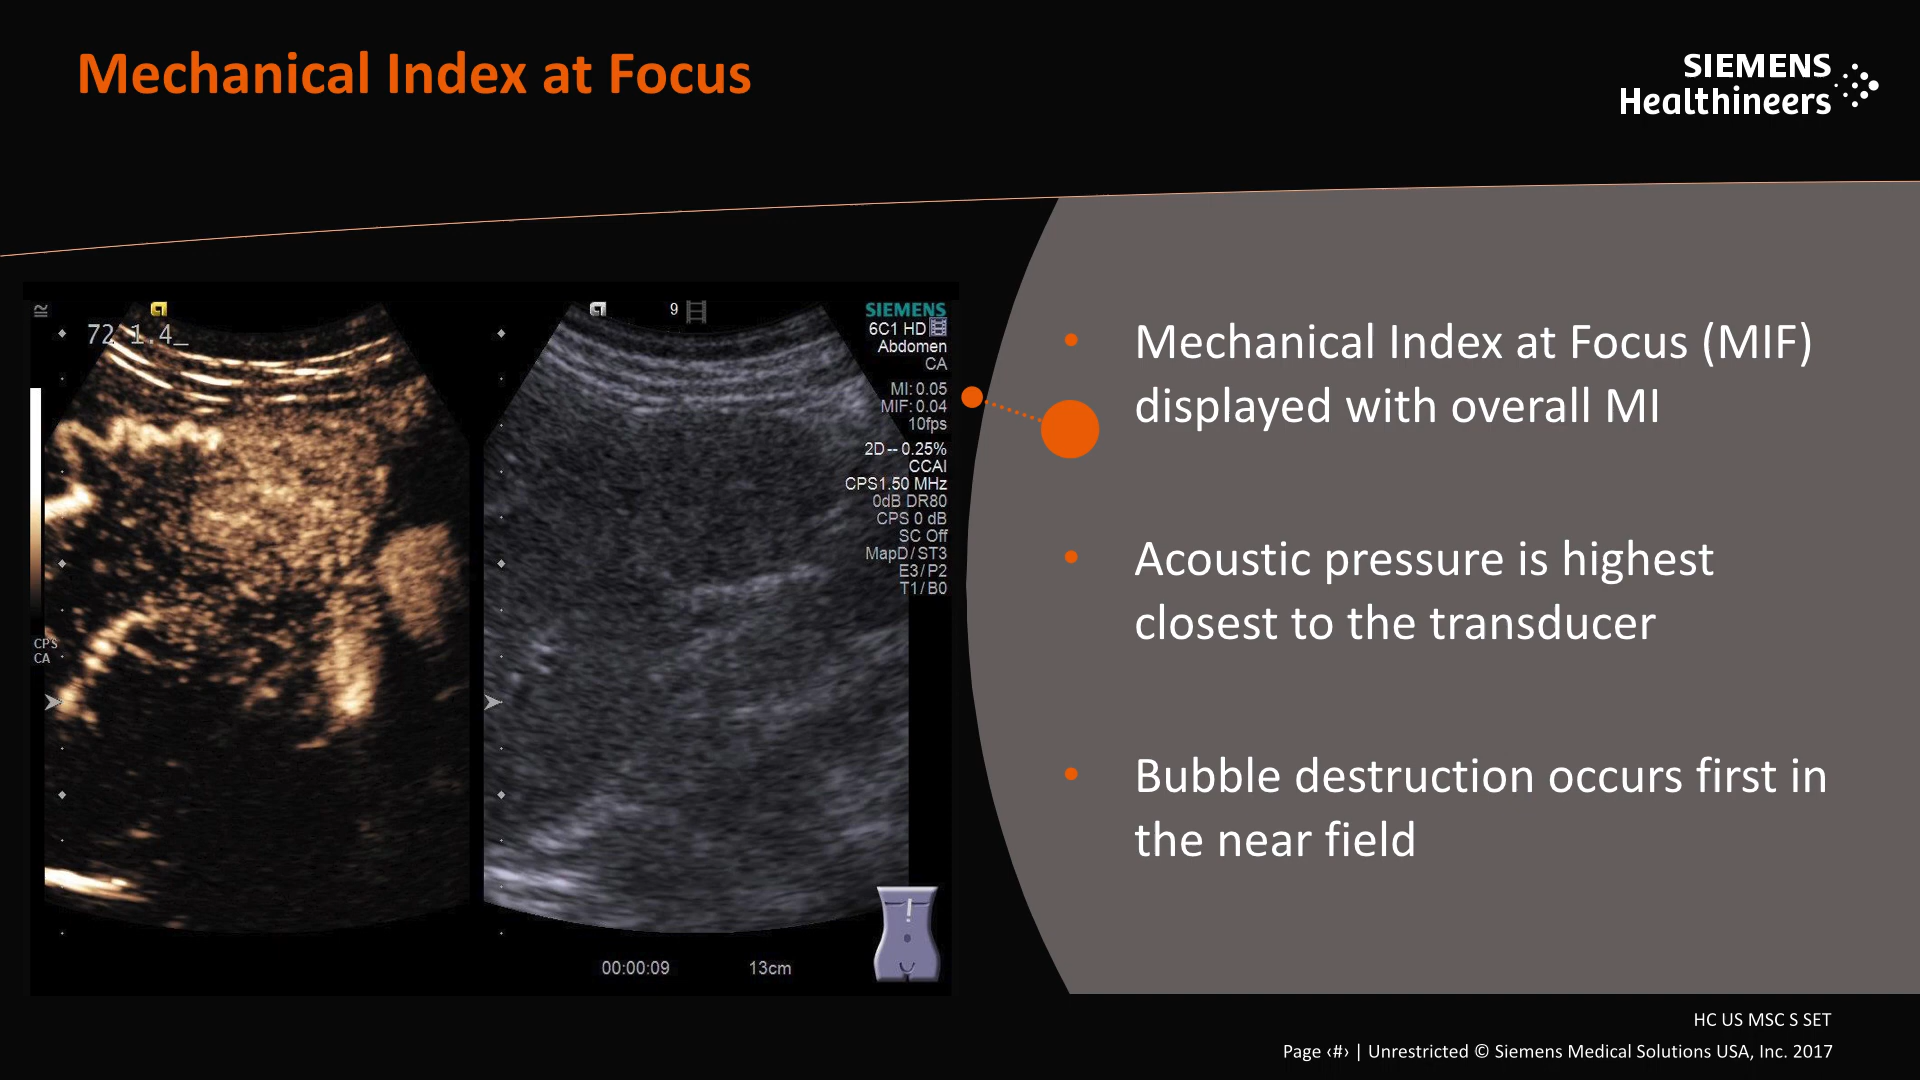 Mechanical Index at Focus
SIEMENS
Healthineers
72 1.4_
9
SIEMENS
6C1 HD
Abdomen
CA
MI: 0.05
MIF: 0.04
10fps
2D-- 0.25%
CCAI
CPS1.50 MHz
0dB DR80
CPS 0 dB
SC Off
MapD/ST3
E3/P2
T1/B0
CPS
CA
00:00:09 13cm
• Mechanical Index at Focus (MIF)
displayed with overall MI
• Acoustic pressure is highest
closest to the transducer
• Bubble destruction occurs first in
the near field
HC US MSC S SET
Page ‹#› | Unrestricted © Siemens Medical Solutions USA, Inc. 2017